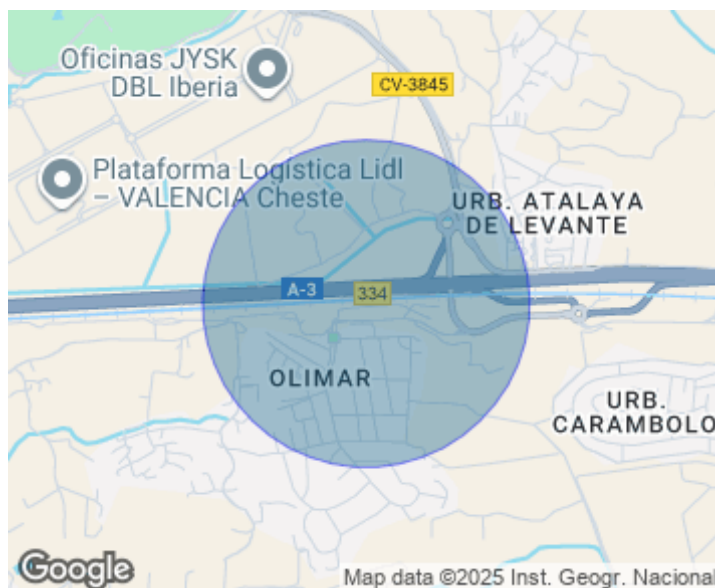 Oficinas JYSK
DBL Iberia
CV-3845
Plataforma Logística Lidl
– VALENCIA Cheste
URB. ATALAYA
DE LEVANTE
A-3
334
OLIMAR
URB.
CARAMBOLO
Google
Map data ©2025 Inst. Geogr. Nacional